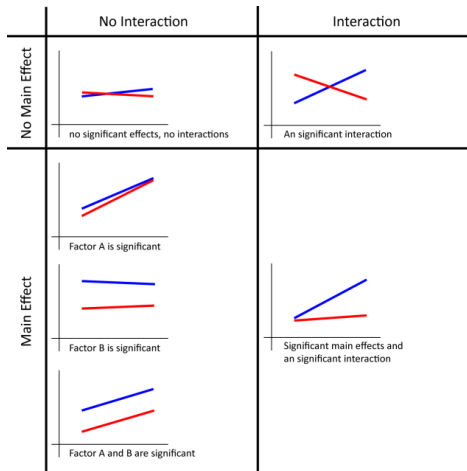 No Interaction
Interaction
No Main Effect
no significant effects, no interactions
An significant interaction
Main Effect
Factor A is significant
Factor B is significant
Significant main effects and
an significant interaction
Factor A and B are significant